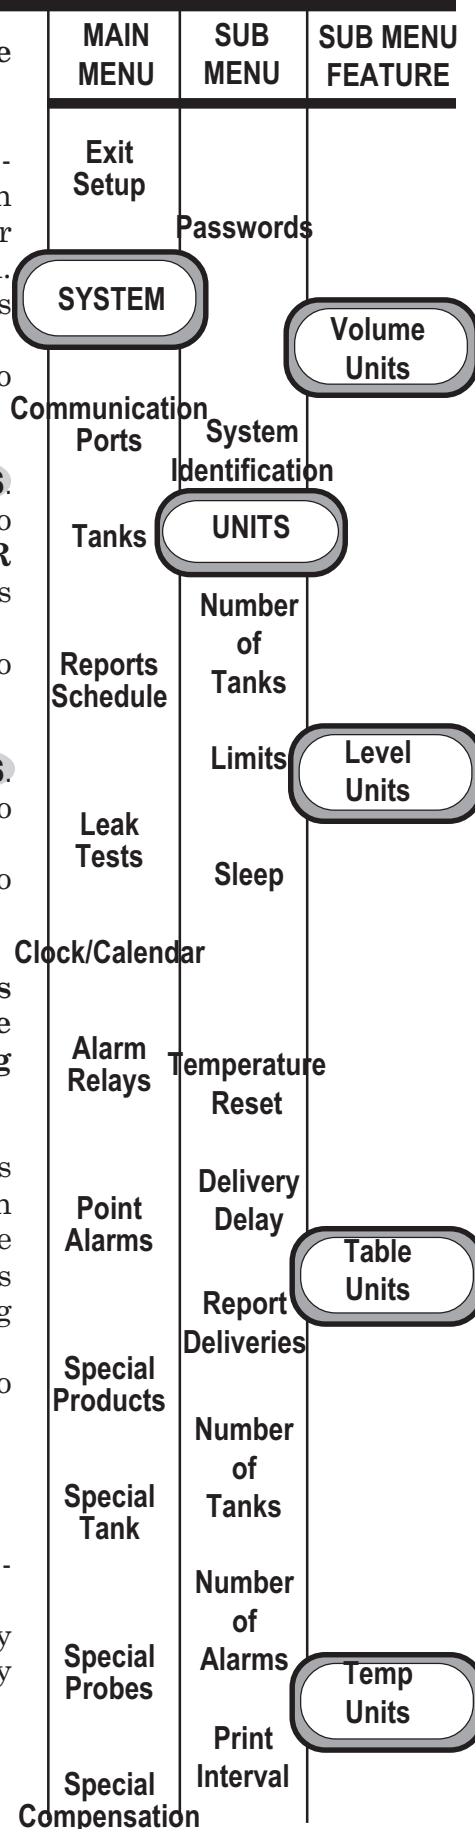 MAIN
MENU
SUB
MENU
SUB MENU
FEATURE
Exit
Setup
SYSTEM
Communication
Ports
Tanks
Reports
Schedule
Leak
Tests
Clock/Calendar
Alarm
Relays
Point
Alarms
Special
Products
Special
Tank
Special
Probes
Special
Compensation
Passwords
System
Identification
UNITS
Number
of
Tanks
Limits
Sleep
Temperature
Reset
Delivery
Delay
Report
Deliveries
Number
of
Tanks
Number
of
Alarms
Print
Interval
Volume
Units
Level
Units
Table
Units
Temp
Units